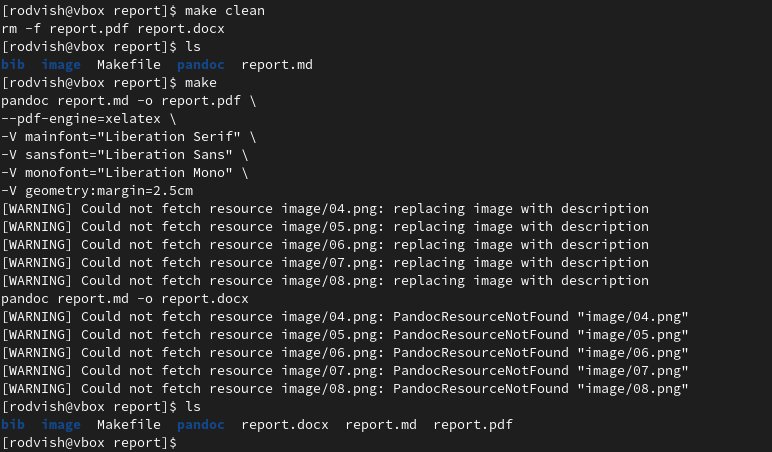 [rodvish@vbox report]$ make clean
rm -f report.pdf report.docx
[rodvish@vbox report]$ ls
bib  image  Makefile  pandoc  report.md
[rodvish@vbox report]$ make
pandoc report.md -o report.pdf \
--pdf-engine=xelatex \
-V mainfont="Liberation Serif" \
-V sansfont="Liberation Sans" \
-V monofont="Liberation Mono" \
-V geometry:margin=2.5cm
[WARNING] Could not fetch resource image/04.png: replacing image with description
[WARNING] Could not fetch resource image/05.png: replacing image with description
[WARNING] Could not fetch resource image/06.png: replacing image with description
[WARNING] Could not fetch resource image/07.png: replacing image with description
[WARNING] Could not fetch resource image/08.png: replacing image with description
pandoc report.md -o report.docx
[WARNING] Could not fetch resource image/04.png: PandocResourceNotFound "image/04.png"
[WARNING] Could not fetch resource image/05.png: PandocResourceNotFound "image/05.png"
[WARNING] Could not fetch resource image/06.png: PandocResourceNotFound "image/06.png"
[WARNING] Could not fetch resource image/07.png: PandocResourceNotFound "image/07.png"
[WARNING] Could not fetch resource image/08.png: PandocResourceNotFound "image/08.png"
[rodvish@vbox report]$ ls
bib  image  Makefile  pandoc  report.docx  report.md  report.pdf
[rodvish@vbox report]$